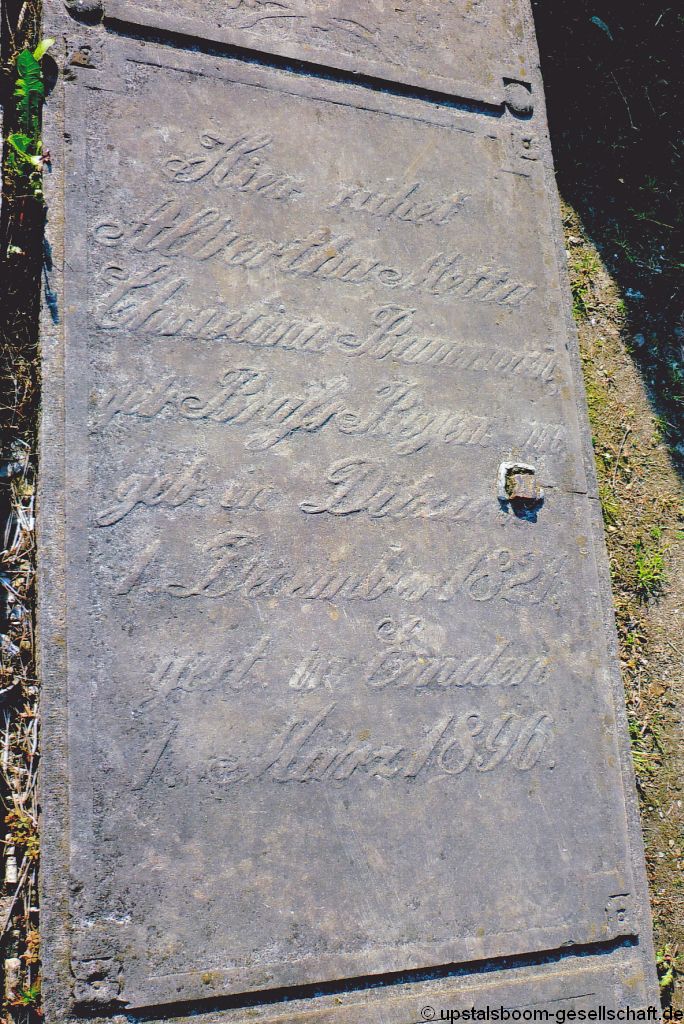 Hier ruhet
Albertha Metta
Christina
geb.
geb. in
1. December 1821.
gest. in Emden
1. März 1896.
© upstalsboom-gesellschaft.de